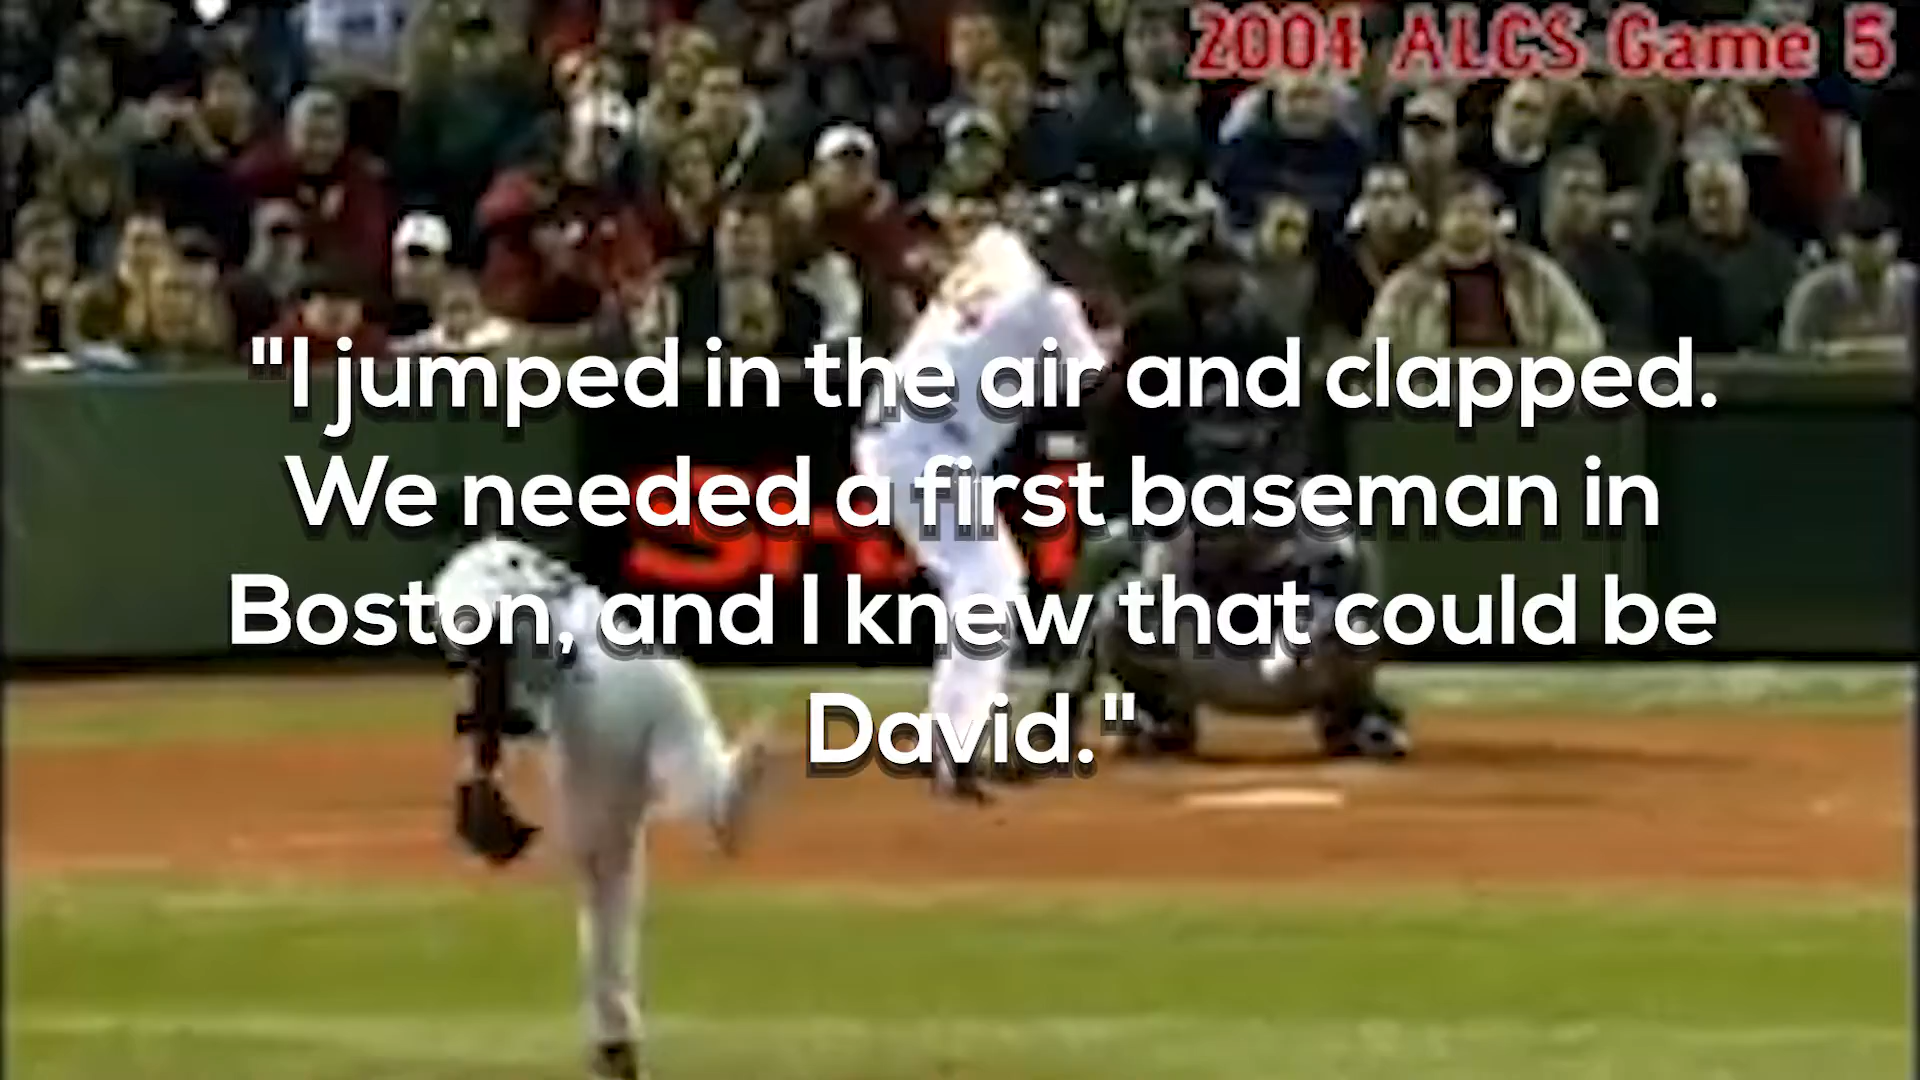 2004 ALCS Game 5
"I jumped in the air and clapped.
We needed a first baseman in
Boston, and I knew that could be
David."